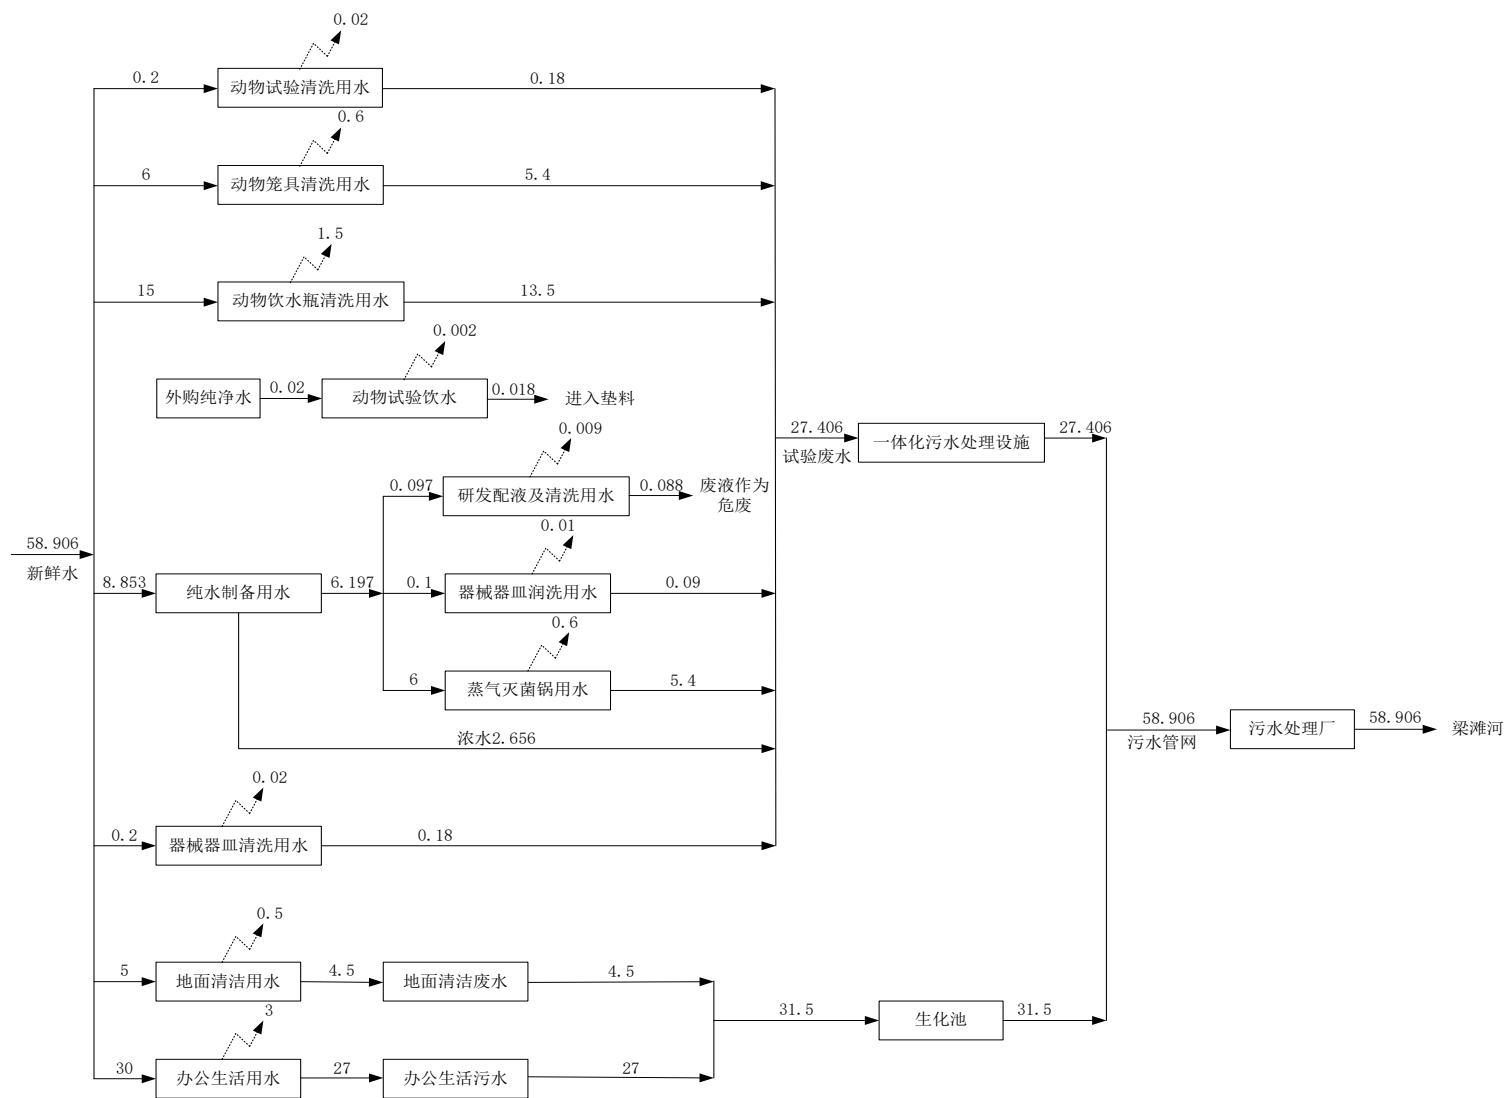 0.02
0.2
动物试验清洗用水
0.18
0.6
6
动物笼具清洗用水
5.4
1.5
15
动物饮水瓶清洗用水
13.5
0.002
外购纯净水
0.02
动物试验饮水
0.018
进入垫料
0.009
0.097
研发配液及清洗用水
0.088
废液作为
危废
27.406
试验废水
一体化污水处理设施
27.406
58.906
新鲜水
0.01
8.853
纯水制备用水
6.197
0.1
器械器皿润洗用水
0.09
0.6
6
蒸气灭菌锅用水
5.4
浓水2.656
58.906
污水管网
污水处理厂
58.906
梁滩河
0.02
0.2
器械器皿清洗用水
0.18
0.5
5
地面清洁用水
4.5
地面清洁废水
4.5
31.5
生化池
31.5
3
30
办公生活用水
27
办公生活污水
27